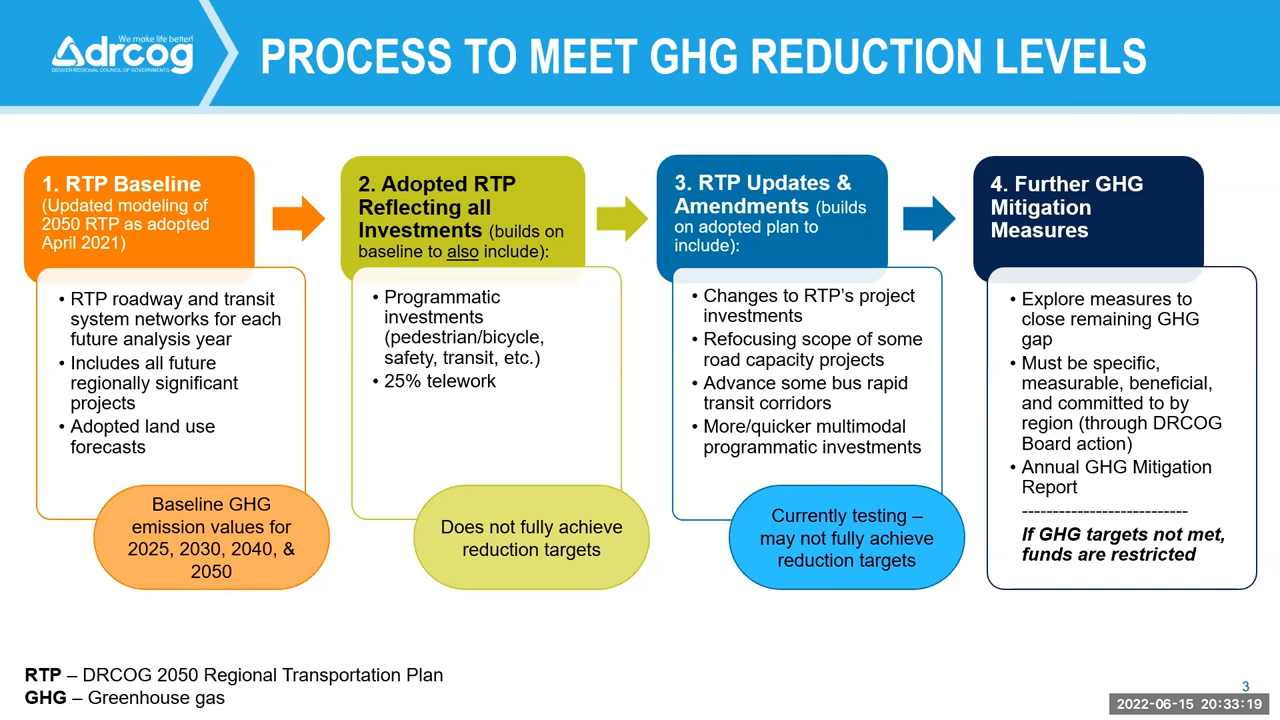 We make life better!
drcog
DENVER REGIONAL COUNCIL OF GOVERNMENTS
PROCESS TO MEET GHG REDUCTION LEVELS
1. RTP Baseline
(Updated modeling of
2050 RTP as adopted
April 2021)
• RTP roadway and transit
system networks for each
future analysis year
• Includes all future
regionally significant
projects
• Adopted land use
forecasts
Baseline GHG
emission values for
2025, 2030, 2040, &
2050
2. Adopted RTP
Reflecting all
Investments (builds on
baseline to also include):
• Programmatic
investments
(pedestrian/bicycle,
safety, transit, etc.)
• 25% telework
Does not fully achieve
reduction targets
3. RTP Updates &
Amendments (builds
on adopted plan to
include):
• Changes to RTP's project
investments
• Refocusing scope of some
road capacity projects
• Advance some bus rapid
transit corridors
• More/quicker multimodal
programmatic investments
Currently testing –
may not fully achieve
reduction targets
4. Further GHG
Mitigation
Measures
• Explore measures to
close remaining GHG
gap
• Must be specific,
measurable, beneficial,
and committed to by
region (through DRCOG
Board action)
• Annual GHG Mitigation
Report
---------------------------
If GHG targets not met,
funds are restricted
RTP – DRCOG 2050 Regional Transportation Plan
GHG – Greenhouse gas
3
2022-06-15 20:33:19